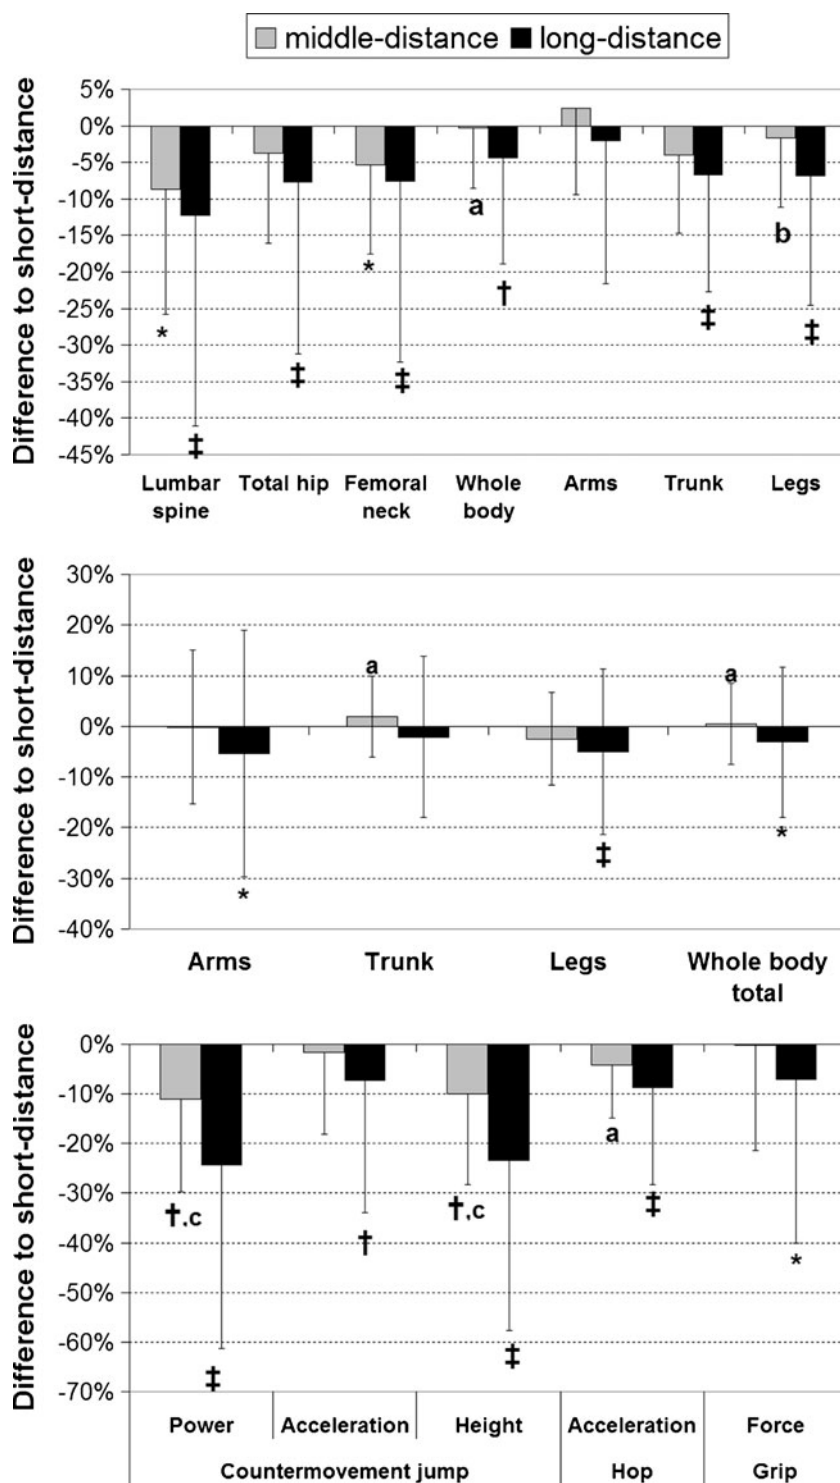 middle-distance long-distance
Difference to short-distance
5%
0%
-5%
-10%
-15%
-20%
-25%
-30%
-35%
-40%
-45%
* ‡ ‡ * ‡ a † ‡ b ‡
Lumbar spine Total hip Femoral neck Whole body Arms Trunk Legs
Difference to short-distance
30%
20%
10%
0%
-10%
-20%
-30%
-40%
* a ‡ a *
Arms Trunk Legs Whole body total
Difference to short-distance
0%
-10%
-20%
-30%
-40%
-50%
-60%
-70%
†,c ‡ † †,c ‡ a ‡ *
Power Acceleration Height Acceleration Force
Countermovement jump Hop Grip